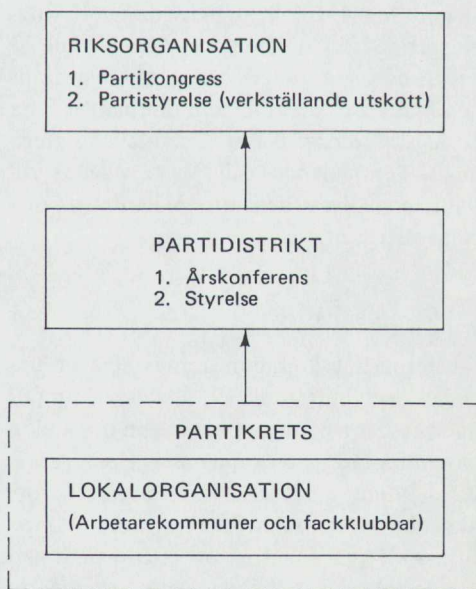 RIKSORGANISATION
1. Partikongress
2. Partistyrelse (verkställande utskott)
PARTIDISTRIKT
1. Årskonferens
2. Styrelse
PARTIKRETS
LOKALORGANISATION
(Arbetarekommuner och fackklubbar)